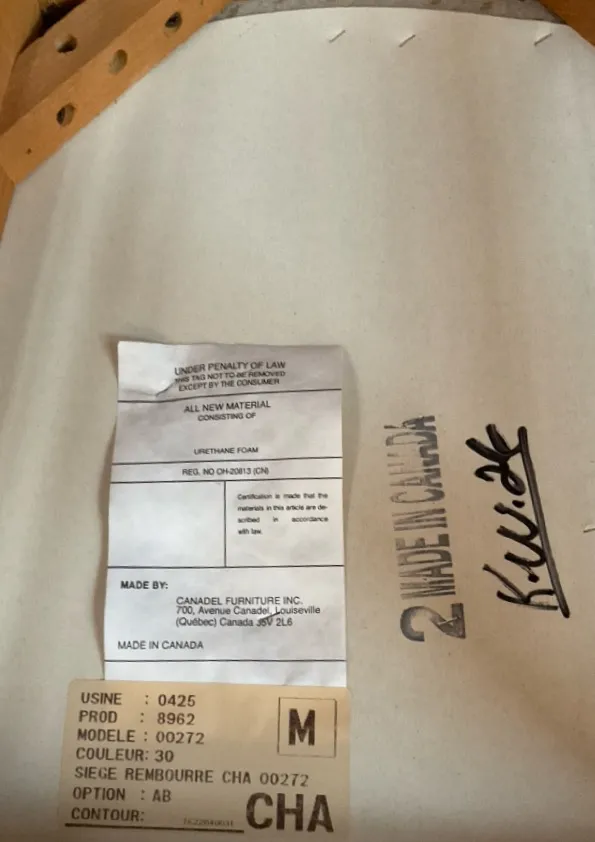 UNDER PENALTY OF LAW
THIS TAG NOT TO BE REMOVED
EXCEPT BY THE CONSUMER
ALL NEW MATERIAL
CONSISTING OF
URETHANE FOAM
REG. NO OH-20813 (CN)
Certification is made that the
materials in this article are de-
scribed in accordance
with law.
MADE BY:
CANADEL FURNITURE INC.
700, Avenue Canadel, Louiseville
(Québec) Canada J5V 2L6
MADE IN CANADA
USINE : 0425
PROD : 8962
MODELE : 00272
COULEUR: 30
SIEGE REMBOURRE CHA 00272
OPTION : AB
CONTOUR:
M
CHA
2 MADE IN CANADA
K.W.26